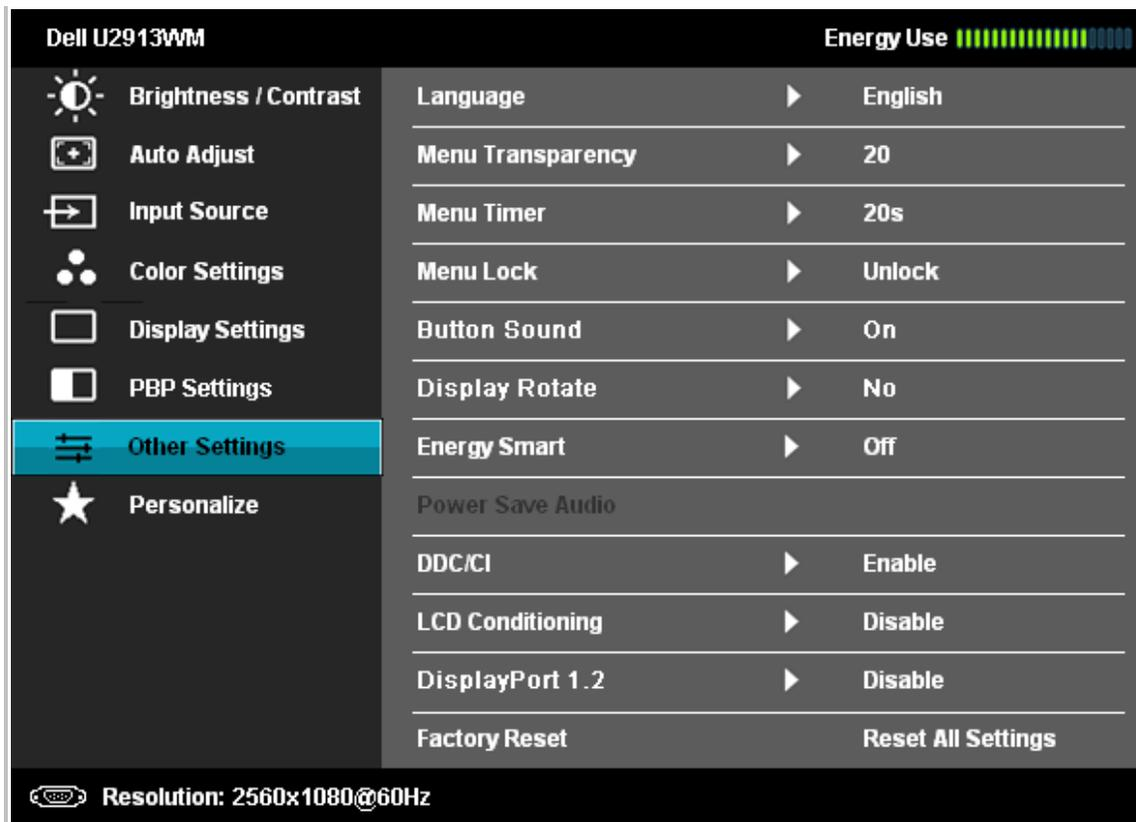 Dell U2913WM Energy Use
Brightness / Contrast Language English
Auto Adjust Menu Transparency 20
Input Source Menu Timer 20s
Color Settings Menu Lock Unlock
Display Settings Button Sound On
PBP Settings Display Rotate No
Other Settings Energy Smart Off
Personalize Power Save Audio
DDC/CI Enable
LCD Conditioning Disable
DisplayPort 1.2 Disable
Factory Reset Reset All Settings
Resolution: 2560x1080@60Hz